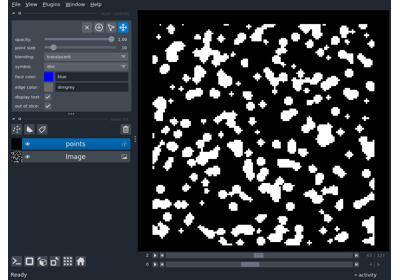 File View Plugins Window Help
opacity: 1.00
point size: 10
blending: translucent
symbol: disc
face color: blue
edge color: dimgrey
display text:
out of slice:
points
Image
2
0
Ready
activity